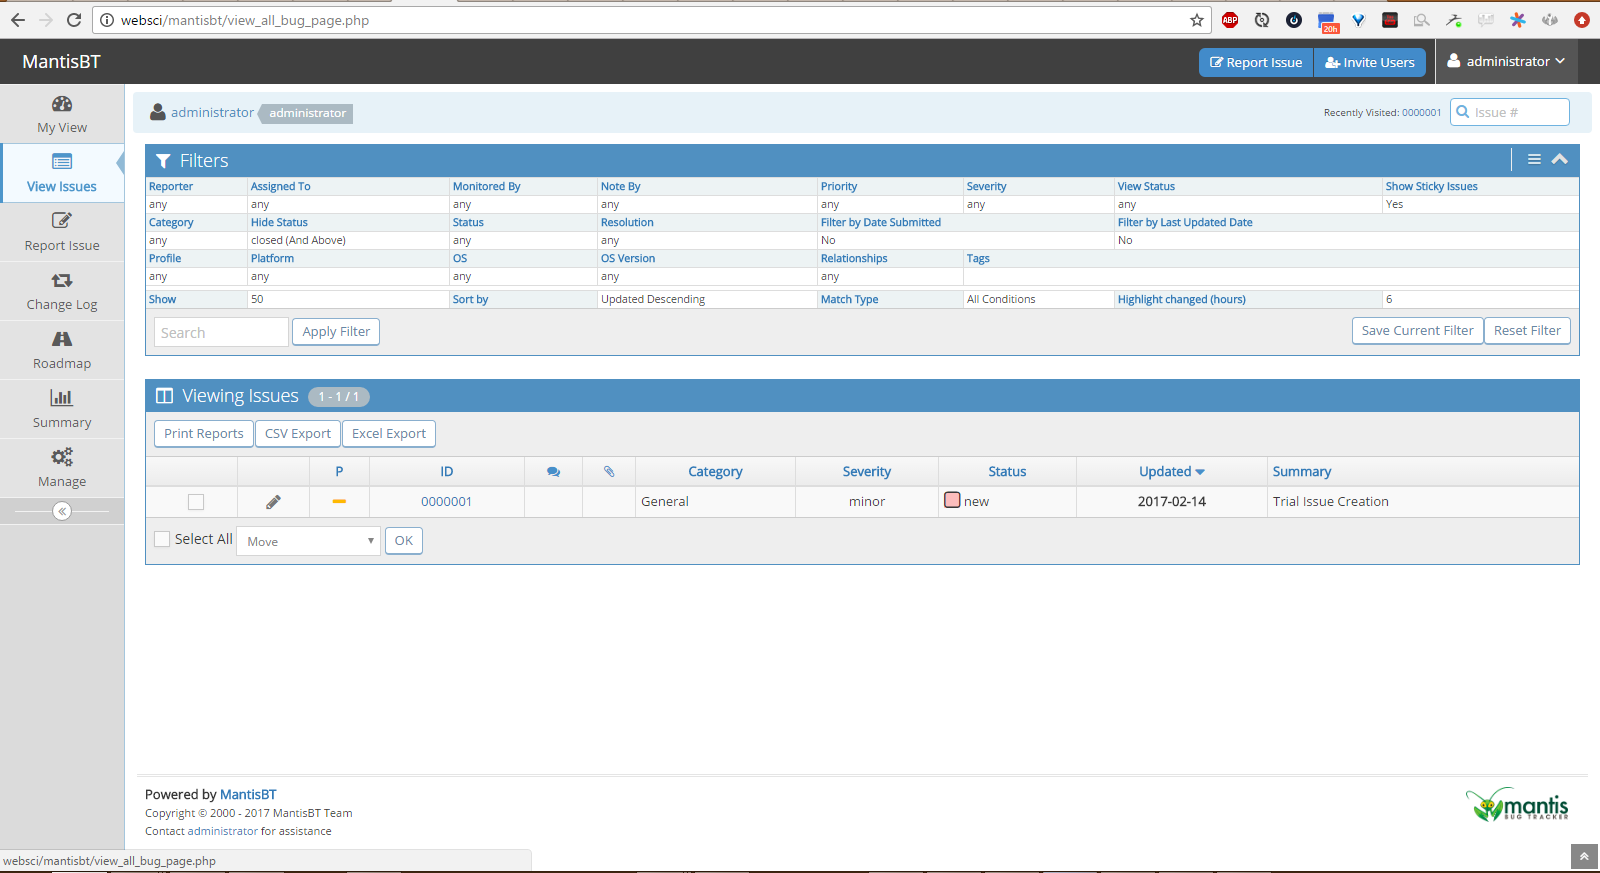 websci/mantisbt/view_all_bug_page.php
ABP
20h
MantisBT
Report Issue
Invite Users
administrator
My View
View Issues
Report Issue
Change Log
Roadmap
Summary
Manage
administrator administrator
Recently Visited: 0000001
Issue #
Filters
Reporter Assigned To Monitored By Note By Priority Severity View Status Show Sticky Issues
any any any any any any any Yes
Category Hide Status Status Resolution Filter by Date Submitted Filter by Last Updated Date
any closed (And Above) any any No No
Profile Platform OS OS Version Relationships Tags
any any any any any
Show 50 Sort by Updated Descending Match Type All Conditions Highlight changed (hours) 6
Search Apply Filter Save Current Filter Reset Filter
Viewing Issues 1 - 1 / 1
Print Reports CSV Export Excel Export
P ID Category Severity Status Updated Summary
0000001 General minor new 2017-02-14 Trial Issue Creation
Select All Move OK
Powered by MantisBT
Copyright © 2000 - 2017 MantisBT Team
Contact administrator for assistance
mantis
BUG TRACKER
websci/mantisbt/view_all_bug_page.php